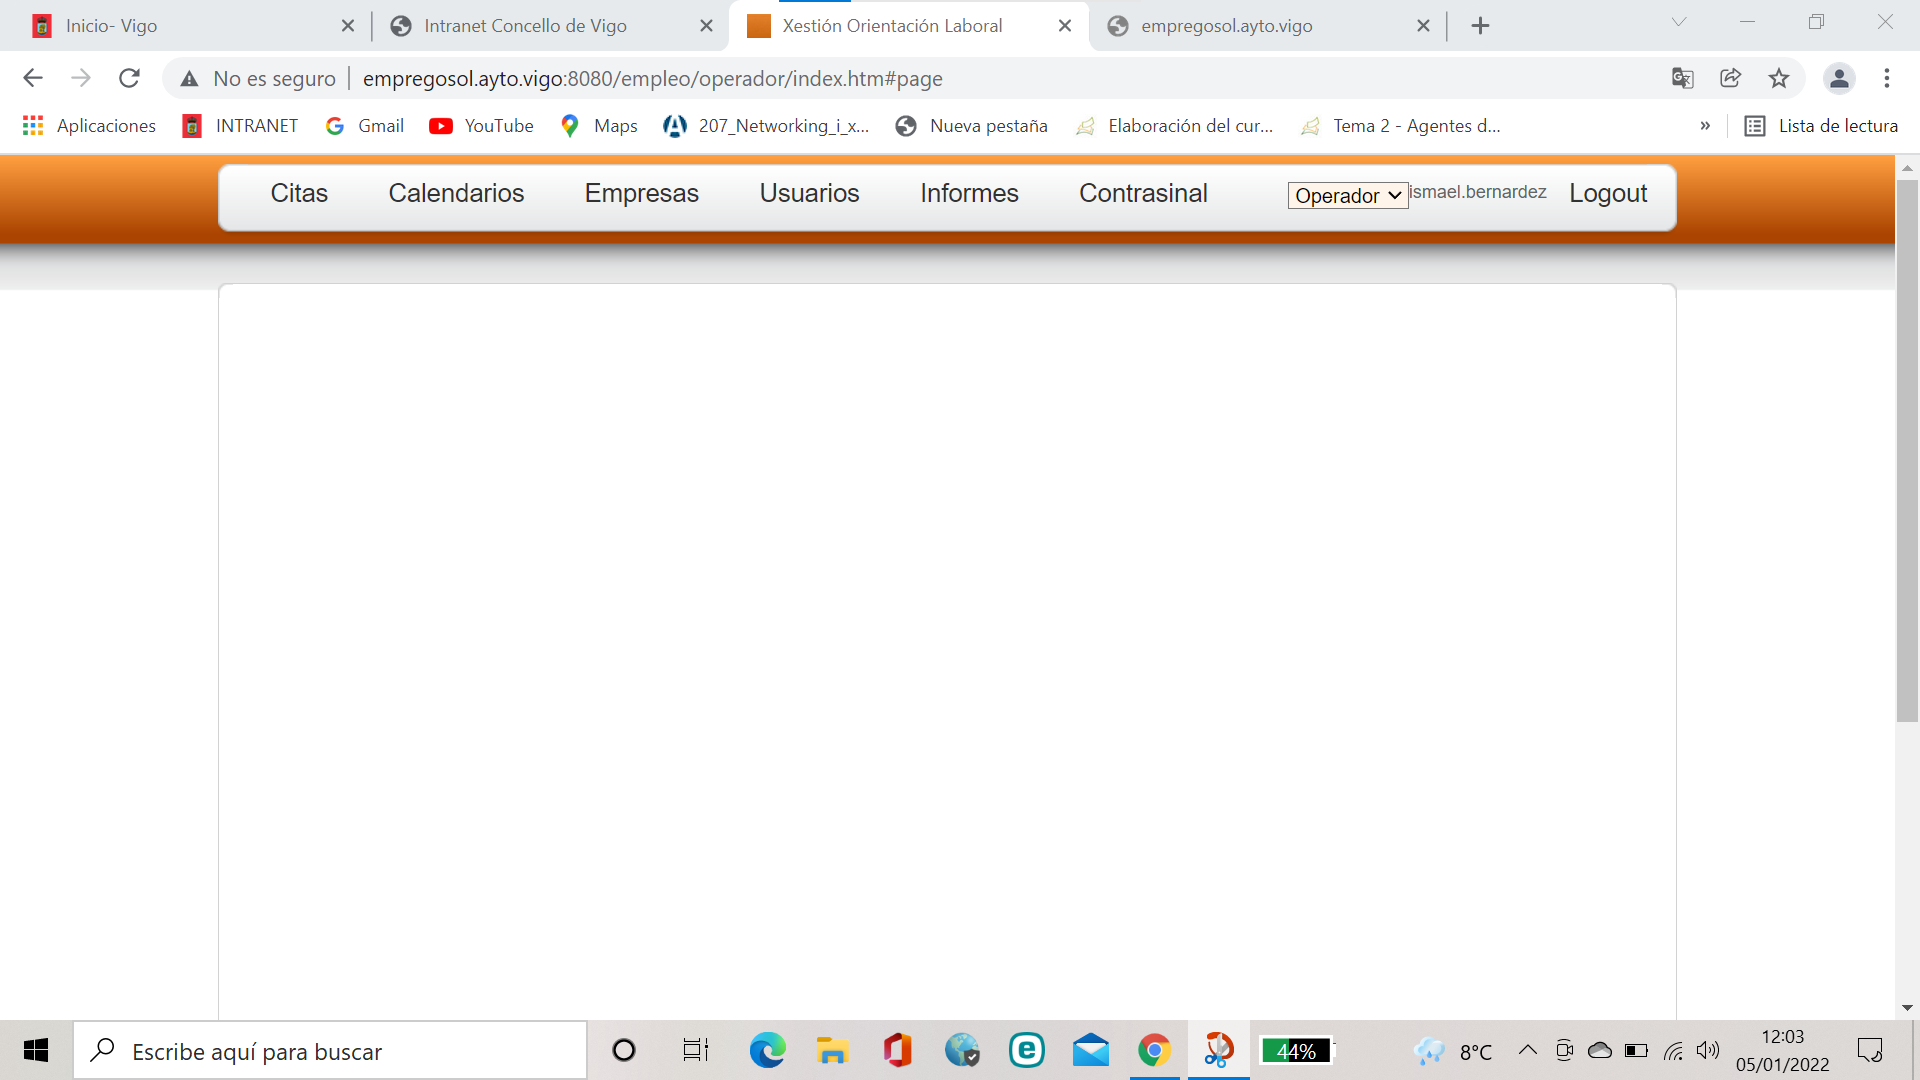 Inicio- Vigo
Intranet Concello de Vigo
Xestión Orientación Laboral
empregosol.ayto.vigo
No es seguro
empregosol.ayto.vigo:8080/empleo/operador/index.htm#page
Aplicaciones
INTRANET
Gmail
YouTube
Maps
207_Networking_i_x...
Nueva pestaña
Elaboración del cur...
Tema 2 - Agentes d...
»
Lista de lectura
Citas
Calendarios
Empresas
Usuarios
Informes
Contrasinal
Operador
ismael.bernardez
Logout
Escribe aquí para buscar
44%
8°C
12:03
05/01/2022